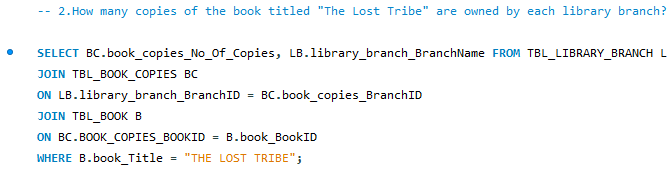 -- 2.How many copies of the book titled "The Lost Tribe" are owned by each library branch?
SELECT BC.book_copies_No_Of_Copies, LB.library_branch_BranchName FROM TBL_LIBRARY_BRANCH L
JOIN TBL_BOOK_COPIES BC
ON LB.library_branch_BranchID = BC.book_copies_BranchID
JOIN TBL_BOOK B
ON BC.BOOK_COPIES_BOOKID = B.book_BookID
WHERE B.book_Title = "THE LOST TRIBE";